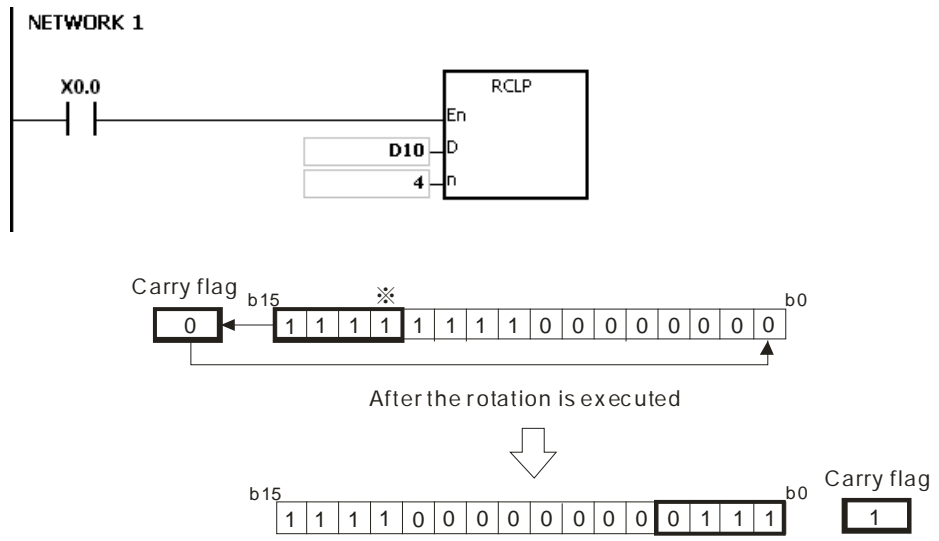 NETWORK 1
X0.0
RCLP
En
D10 D
4 n
Carry flag b15 ※ b0
0 1 1 1 1 1 1 1 1 0 0 0 0 0 0 0 0
After the rotation is executed
b15 b0 Carry flag
1 1 1 1 0 0 0 0 0 0 0 0 0 1 1 1 1